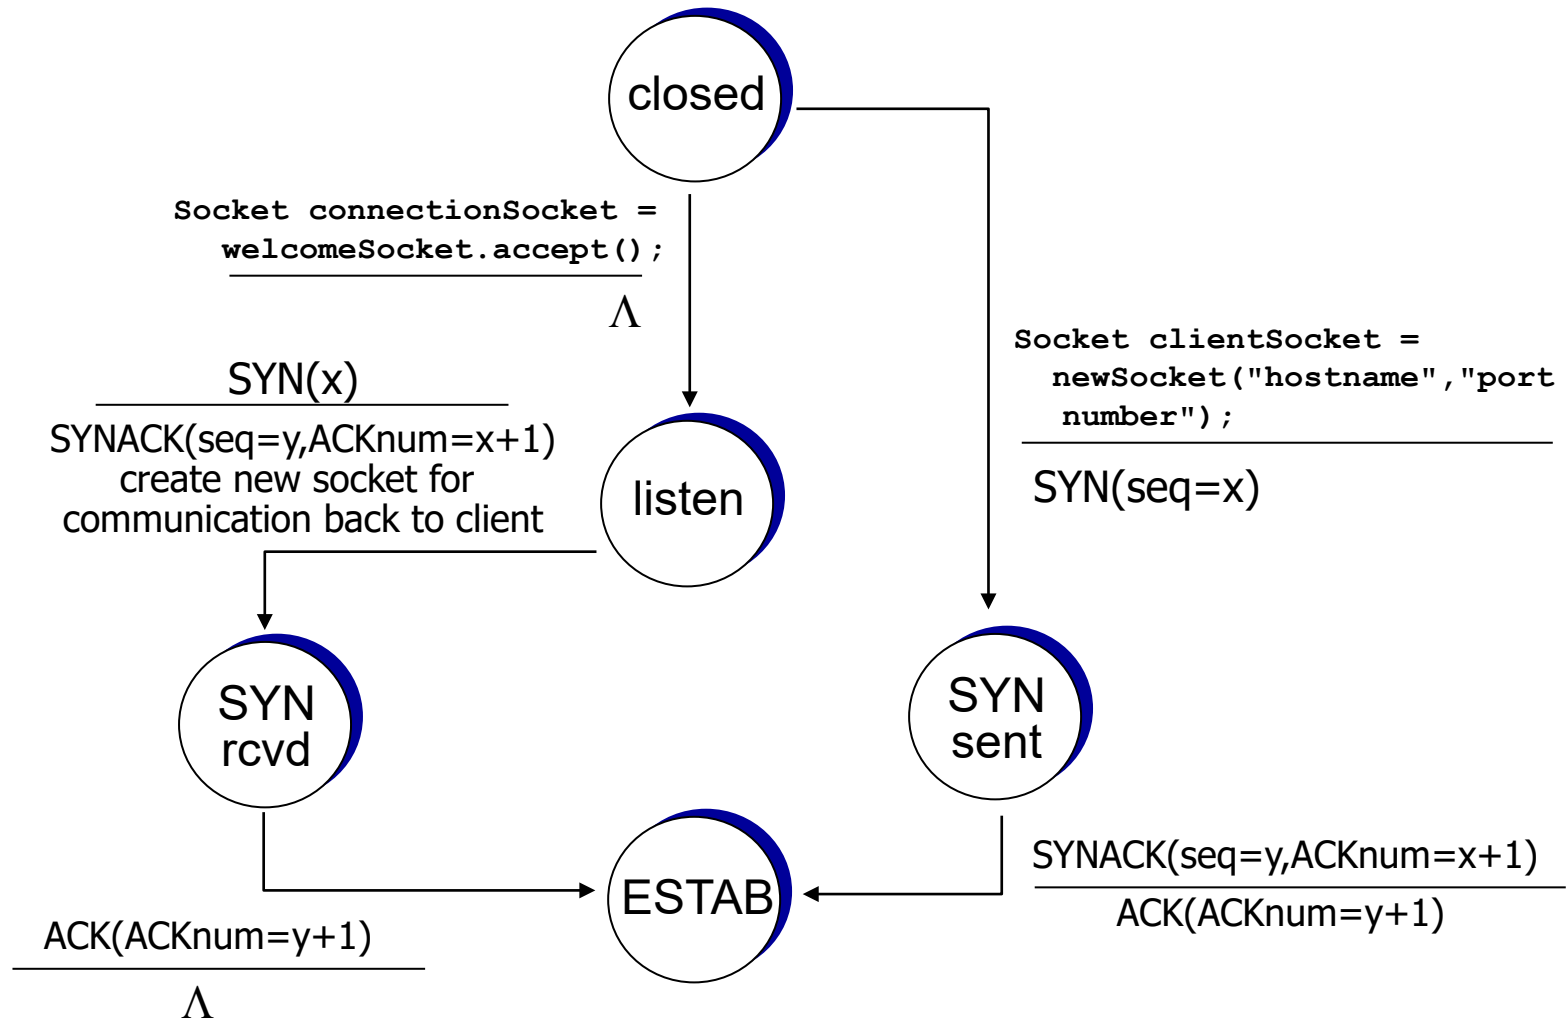 closed
Socket connectionSocket =
welcomeSocket.accept();
Λ
Socket clientSocket =
newSocket("hostname","port
number");
SYN(seq=x)
SYN(x)
SYNACK(seq=y,ACKnum=x+1)
create new socket for
communication back to client
listen
SYN
rcvd
SYN
sent
ESTAB
SYNACK(seq=y,ACKnum=x+1)
ACK(ACKnum=y+1)
ACK(ACKnum=y+1)
Λ